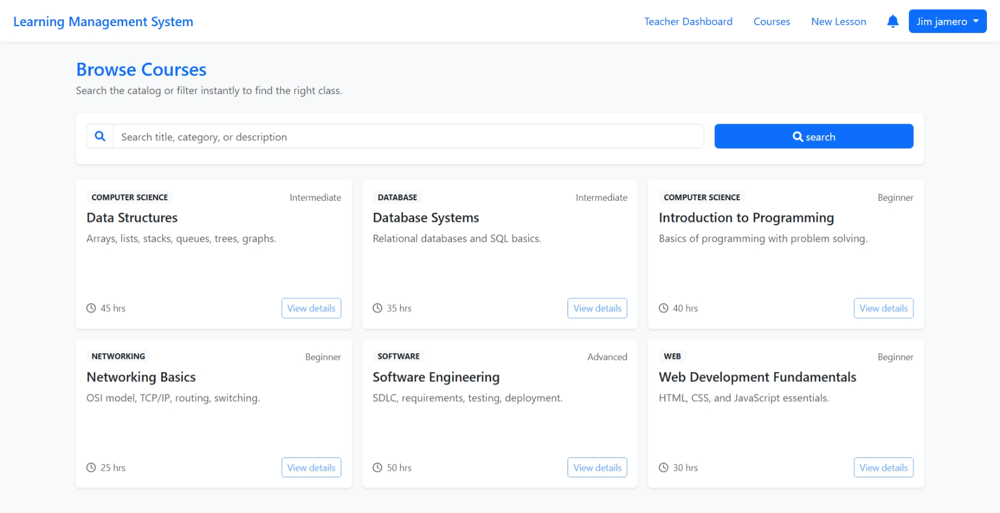 Learning Management System
Teacher Dashboard
Courses
New Lesson
Jim jamero
Browse Courses
Search the catalog or filter instantly to find the right class.
Search title, category, or description
search
COMPUTER SCIENCE
Intermediate
Data Structures
Arrays, lists, stacks, queues, trees, graphs.
45 hrs
View details
DATABASE
Intermediate
Database Systems
Relational databases and SQL basics.
35 hrs
View details
COMPUTER SCIENCE
Beginner
Introduction to Programming
Basics of programming with problem solving.
40 hrs
View details
NETWORKING
Beginner
Networking Basics
OSI model, TCP/IP, routing, switching.
25 hrs
View details
SOFTWARE
Advanced
Software Engineering
SDLC, requirements, testing, deployment.
50 hrs
View details
WEB
Beginner
Web Development Fundamentals
HTML, CSS, and JavaScript essentials.
30 hrs
View details